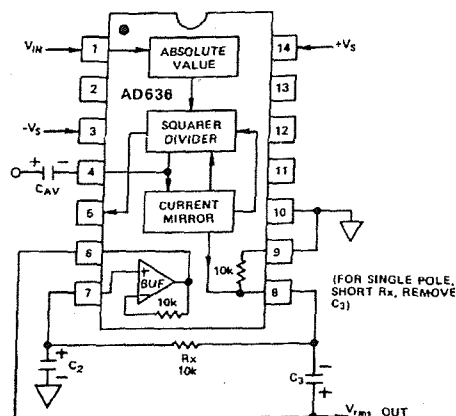 V_IN
1
ABSOLUTE
VALUE
14
+V_S
2
AD636
13
-V_S
3
SQUARER
DIVIDER
12
+
-
4
C_AV
11
5
CURRENT
MIRROR
10
6
9
10k
(FOR SINGLE POLE,
SHORT Rx, REMOVE
C₃)
7
+
BUF
-
10k
8
+
C₂
-
Rx
10k
C₃
-
+
V_rms OUT